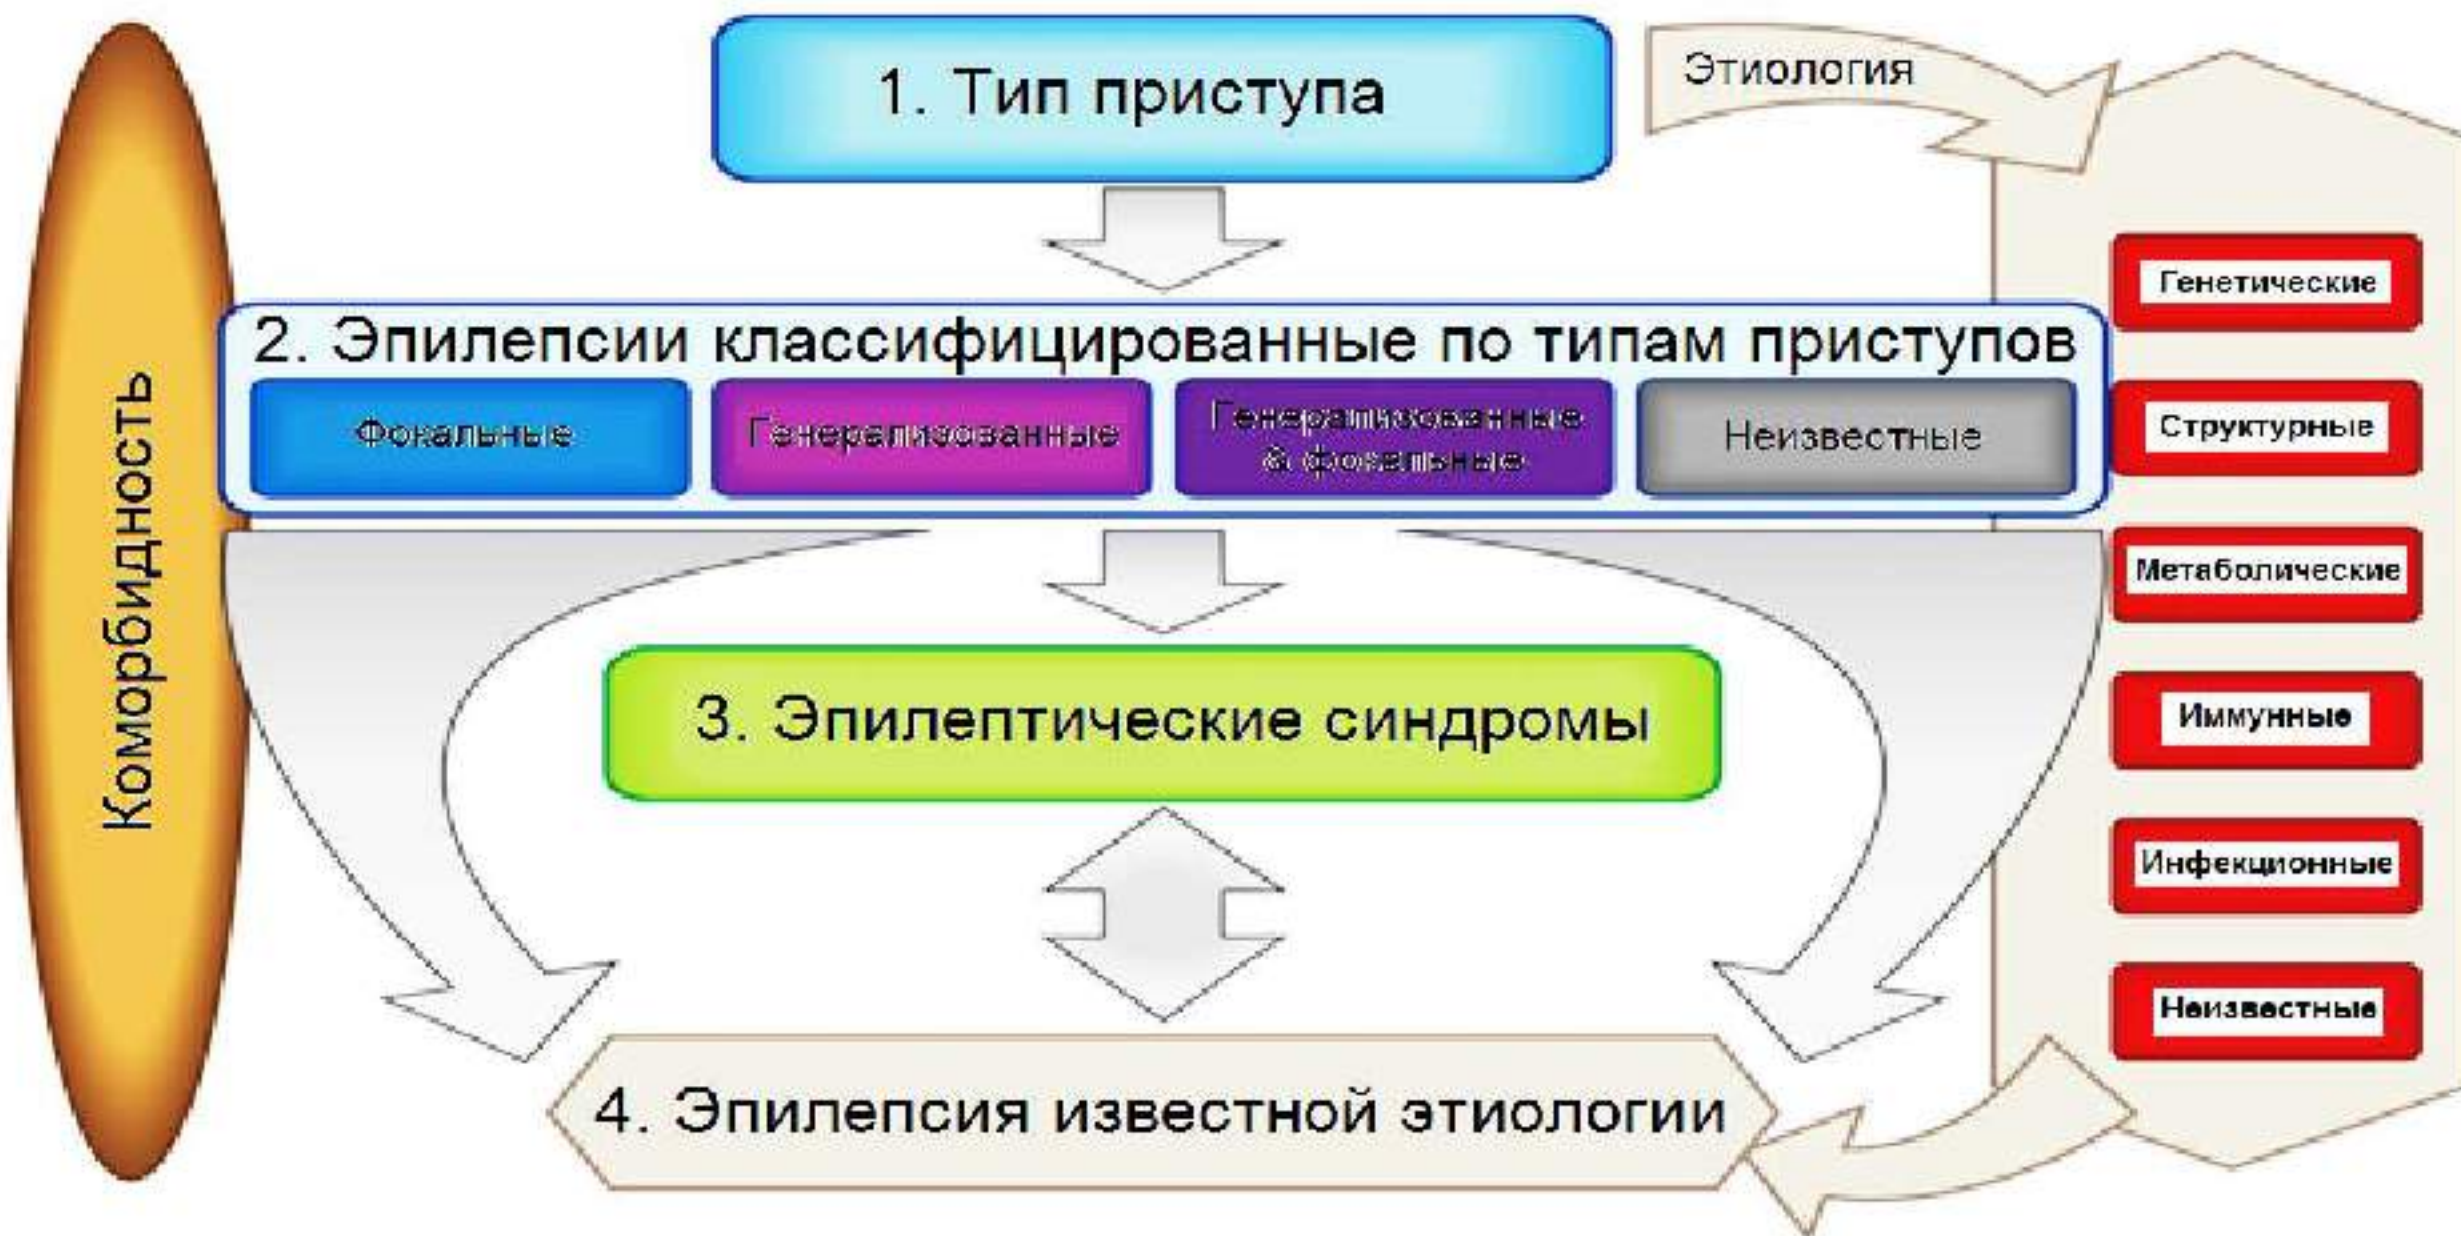 1. Тип приступа
Этиология
2. Эпилепсии классифицированные по типам приступов
Фокальные
Генерализованные
Генерализованные
& фокальные
Неизвестные
3. Эпилептические синдромы
4. Эпилепсия известной этиологии
Коморбидность
Генетические
Структурные
Метаболические
Иммунные
Инфекционные
Неизвестные